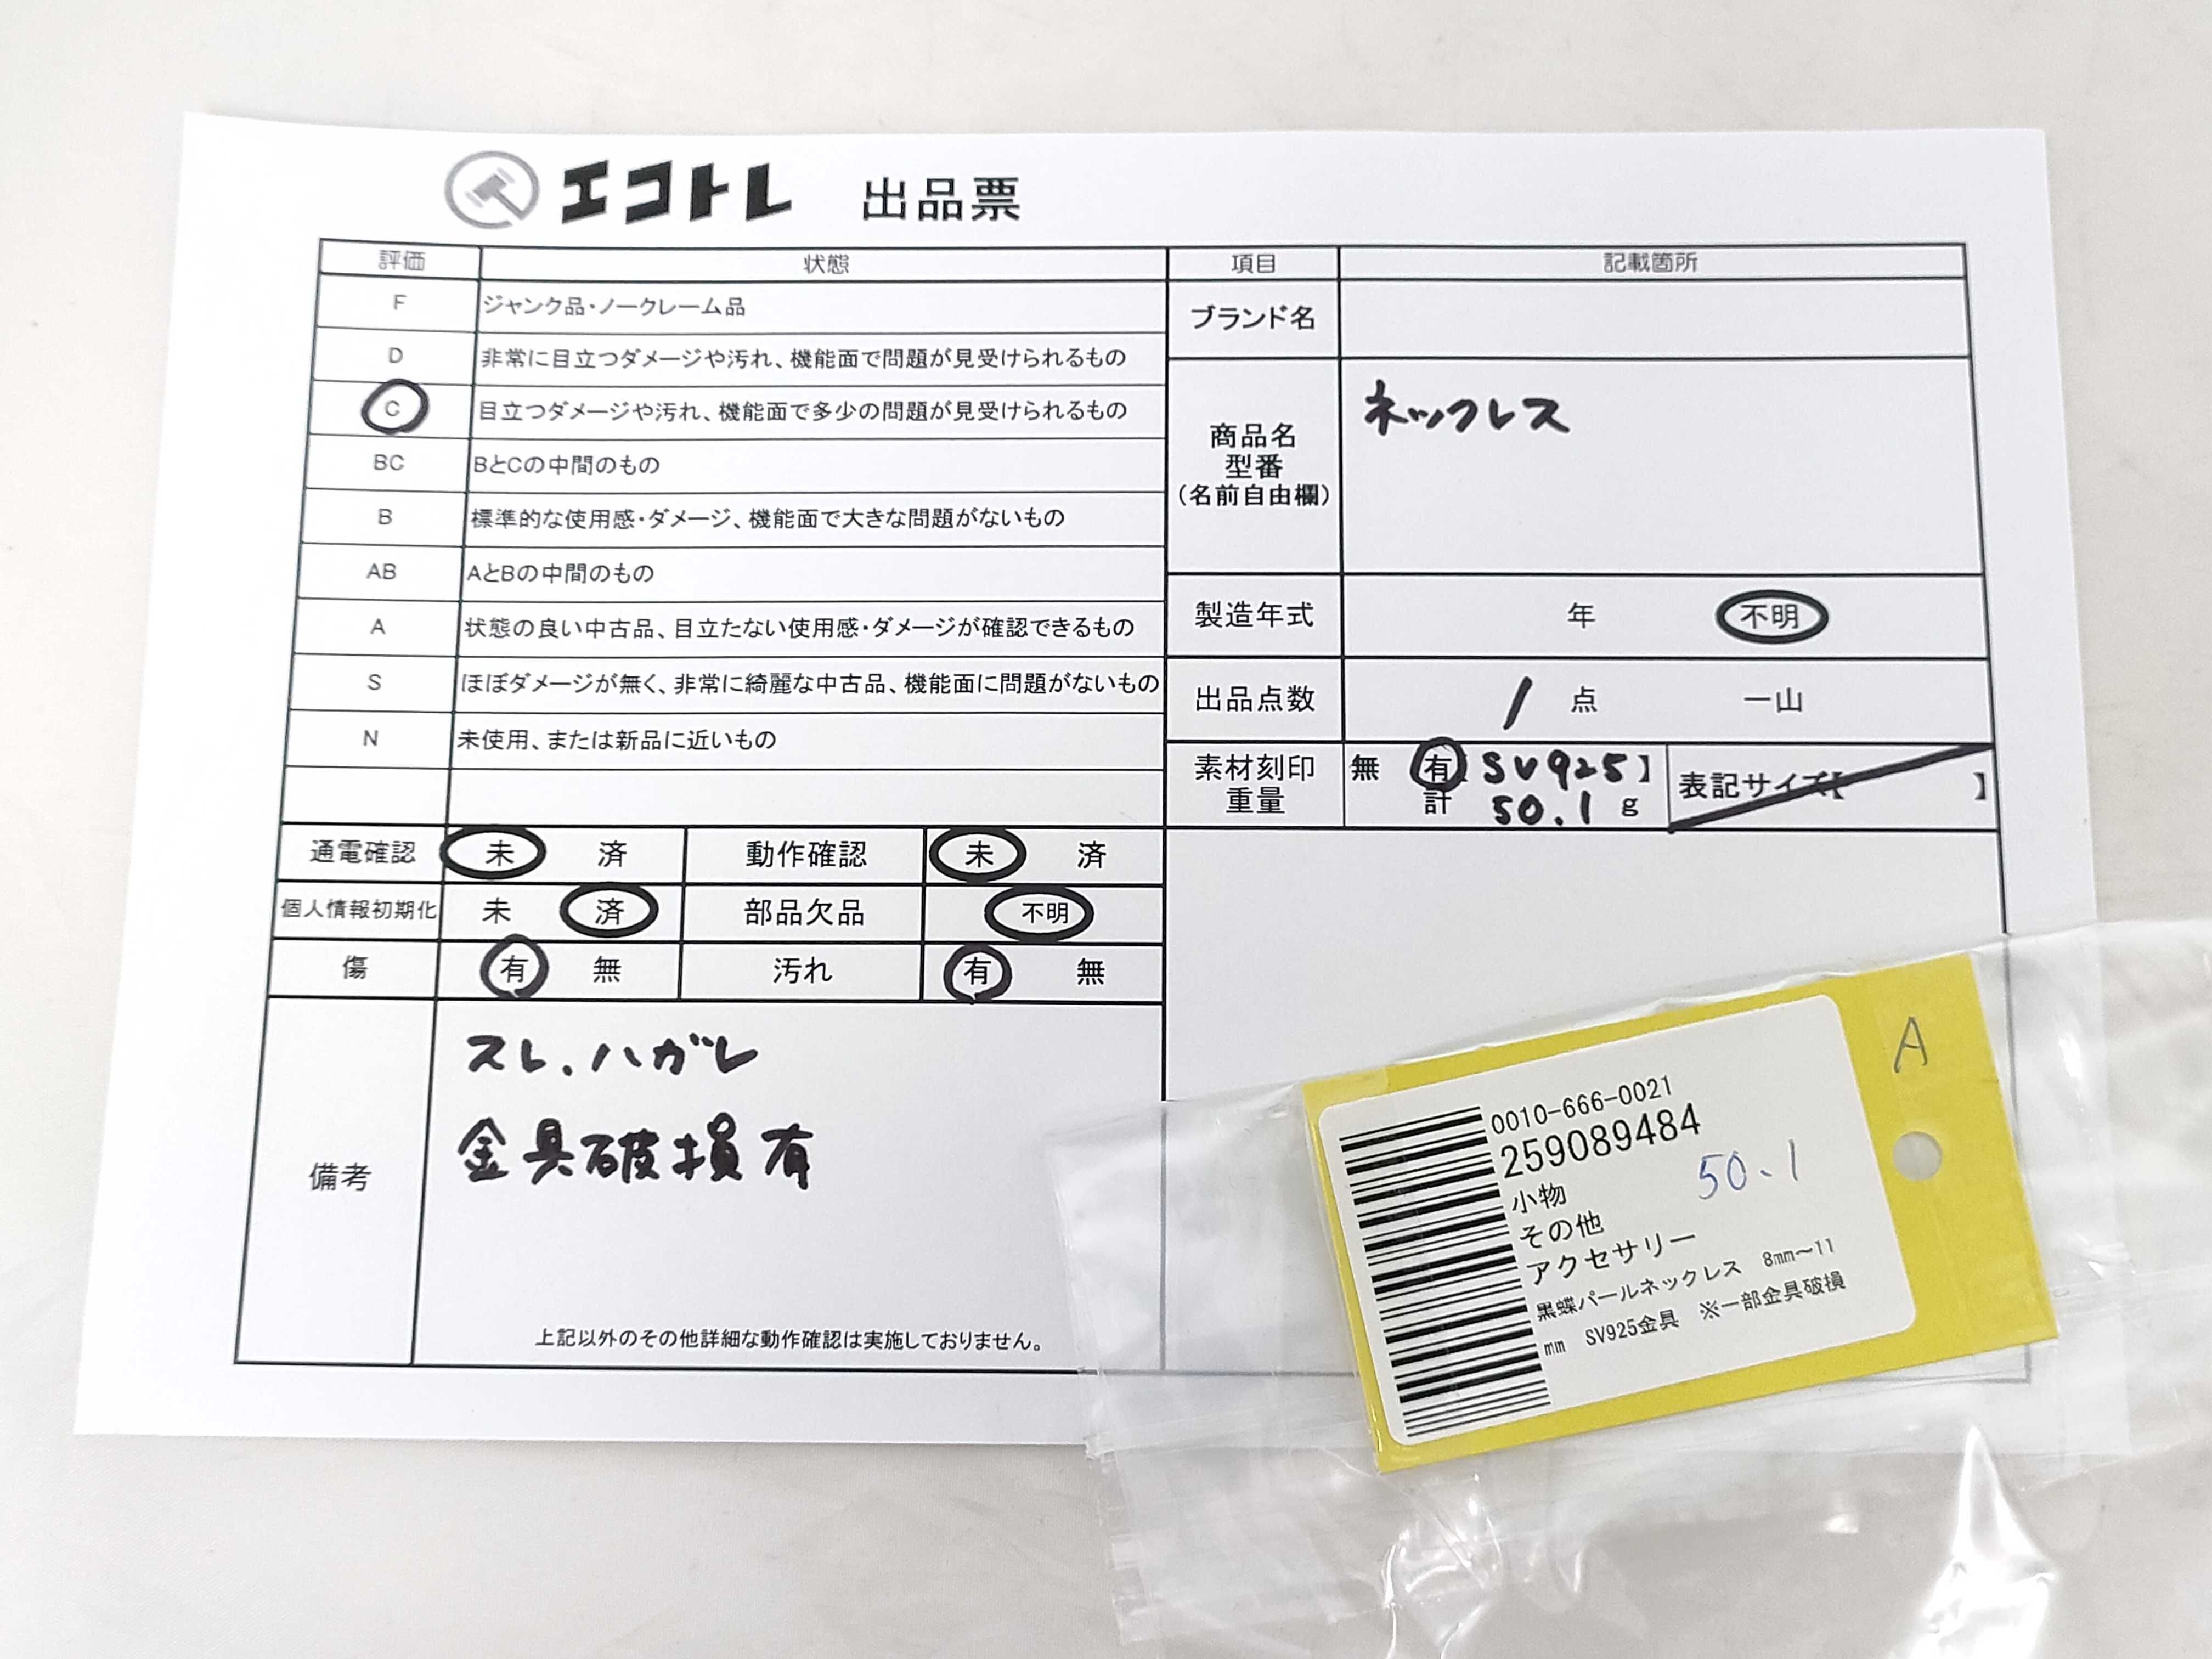 エコトレ 出品票
評価 状態
F ジャンク品・ノークレーム品
D 非常に目立つダメージや汚れ、機能面で問題が見受けられるもの
C 目立つダメージや汚れ、機能面で多少の問題が見受けられるもの
BC BとCの中間のもの
B 標準的な使用感・ダメージ、機能面で大きな問題がないもの
AB AとBの中間のもの
A 状態の良い中古品、目立たない使用感・ダメージが確認できるもの
S ほぼダメージが無く、非常に綺麗な中古品、機能面に問題がないもの
N 未使用、または新品に近いもの
通電確認 未 済 動作確認 未 済
個人情報初期化 未 済 部品欠品 不明
傷 有 無 汚れ 有 無
備考
スレ、ハガレ
金具破損有
上記以外のその他詳細な動作確認は実施しておりません。
項目 記載箇所
ブランド名
商品名
型番
(名前自由欄)
ネックレス
製造年式 年 不明
出品点数 1 点 一山
素材刻印
重量
無 有【SV925】
計 50.1 g
表記サイズ【 】
A
0010-666-0021
259089484
50.1
小物
その他
アクセサリー
黒蝶パールネックレス 8mm～11
mm SV925金具 ※一部金具破損